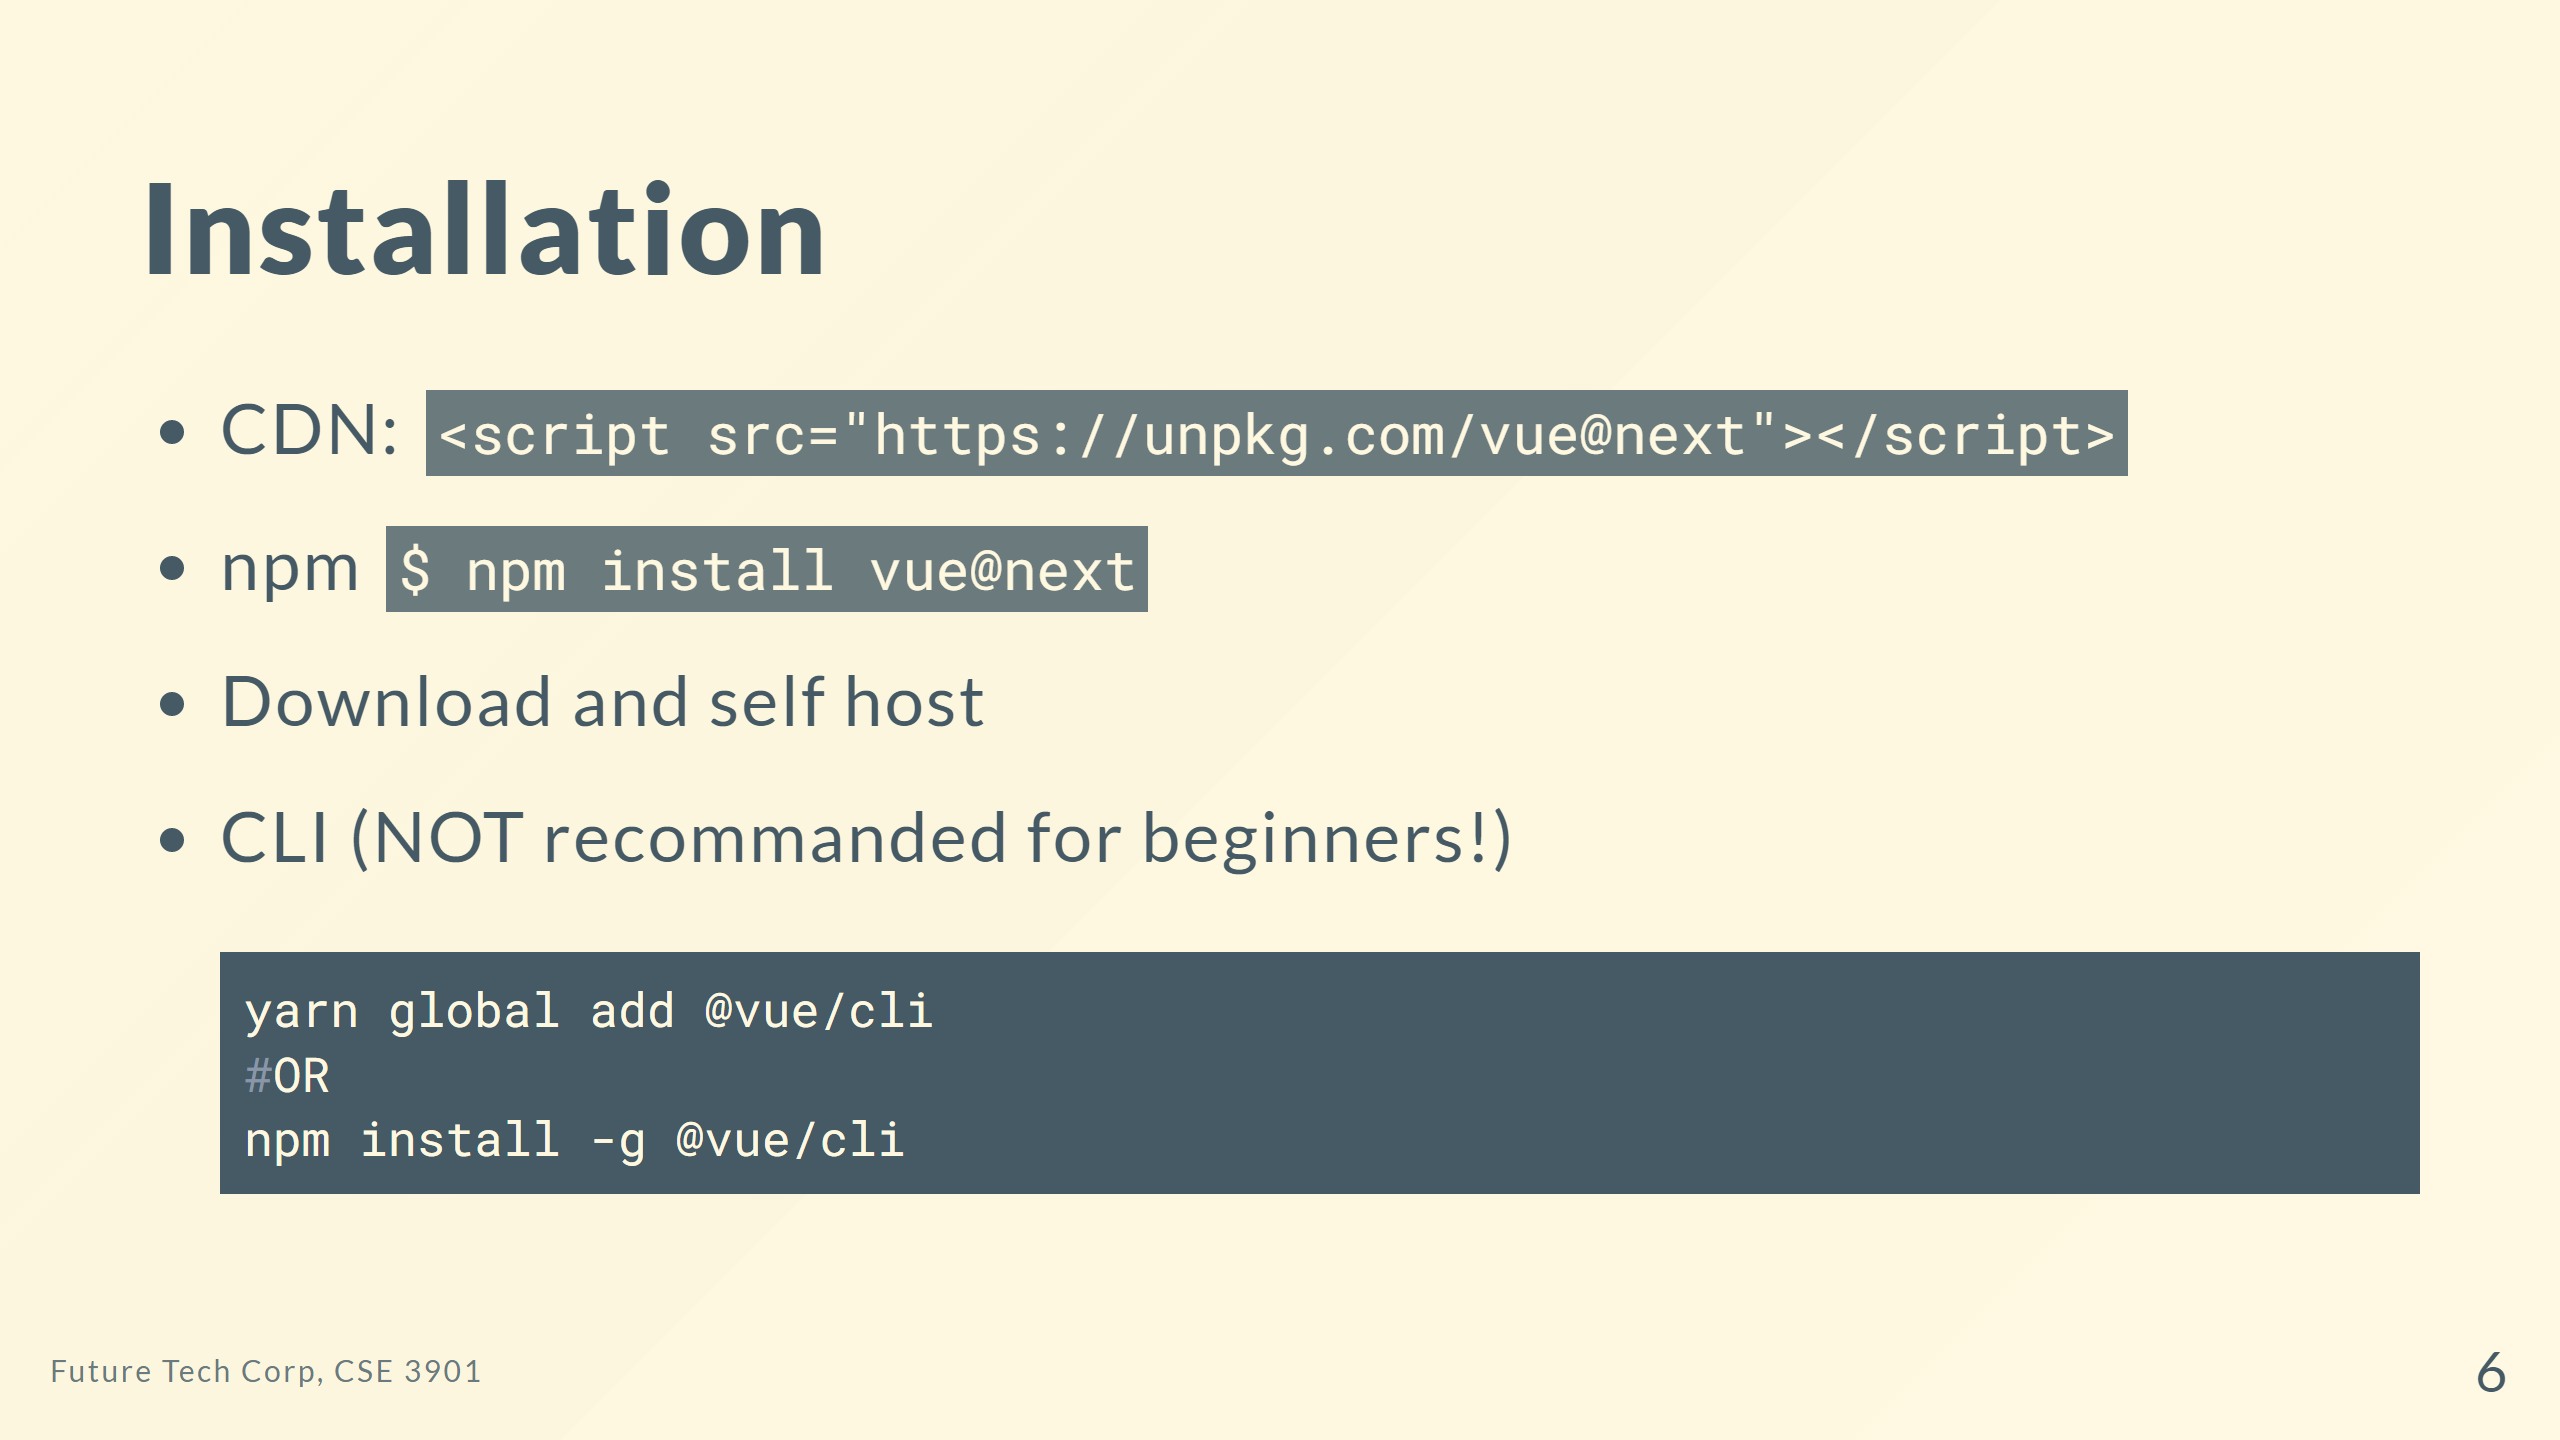 Installation
• CDN: <script src="https://unpkg.com/vue@next"></script>
• npm $ npm install vue@next
• Download and self host
• CLI (NOT recommanded for beginners!)
yarn global add @vue/cli
#OR
npm install -g @vue/cli
Future Tech Corp, CSE 3901
6